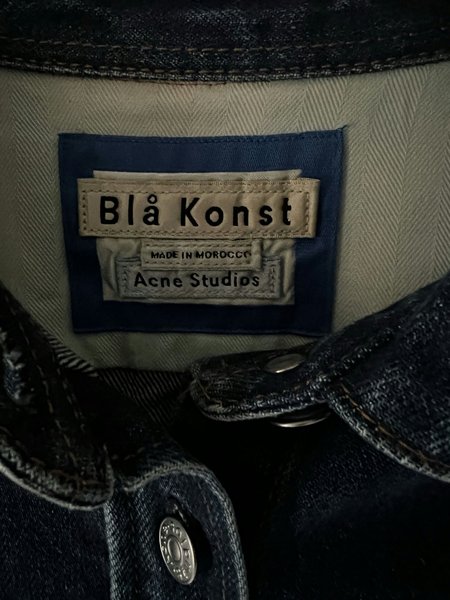 Blå Konst
MADE IN MOROCCO
Acne Studios